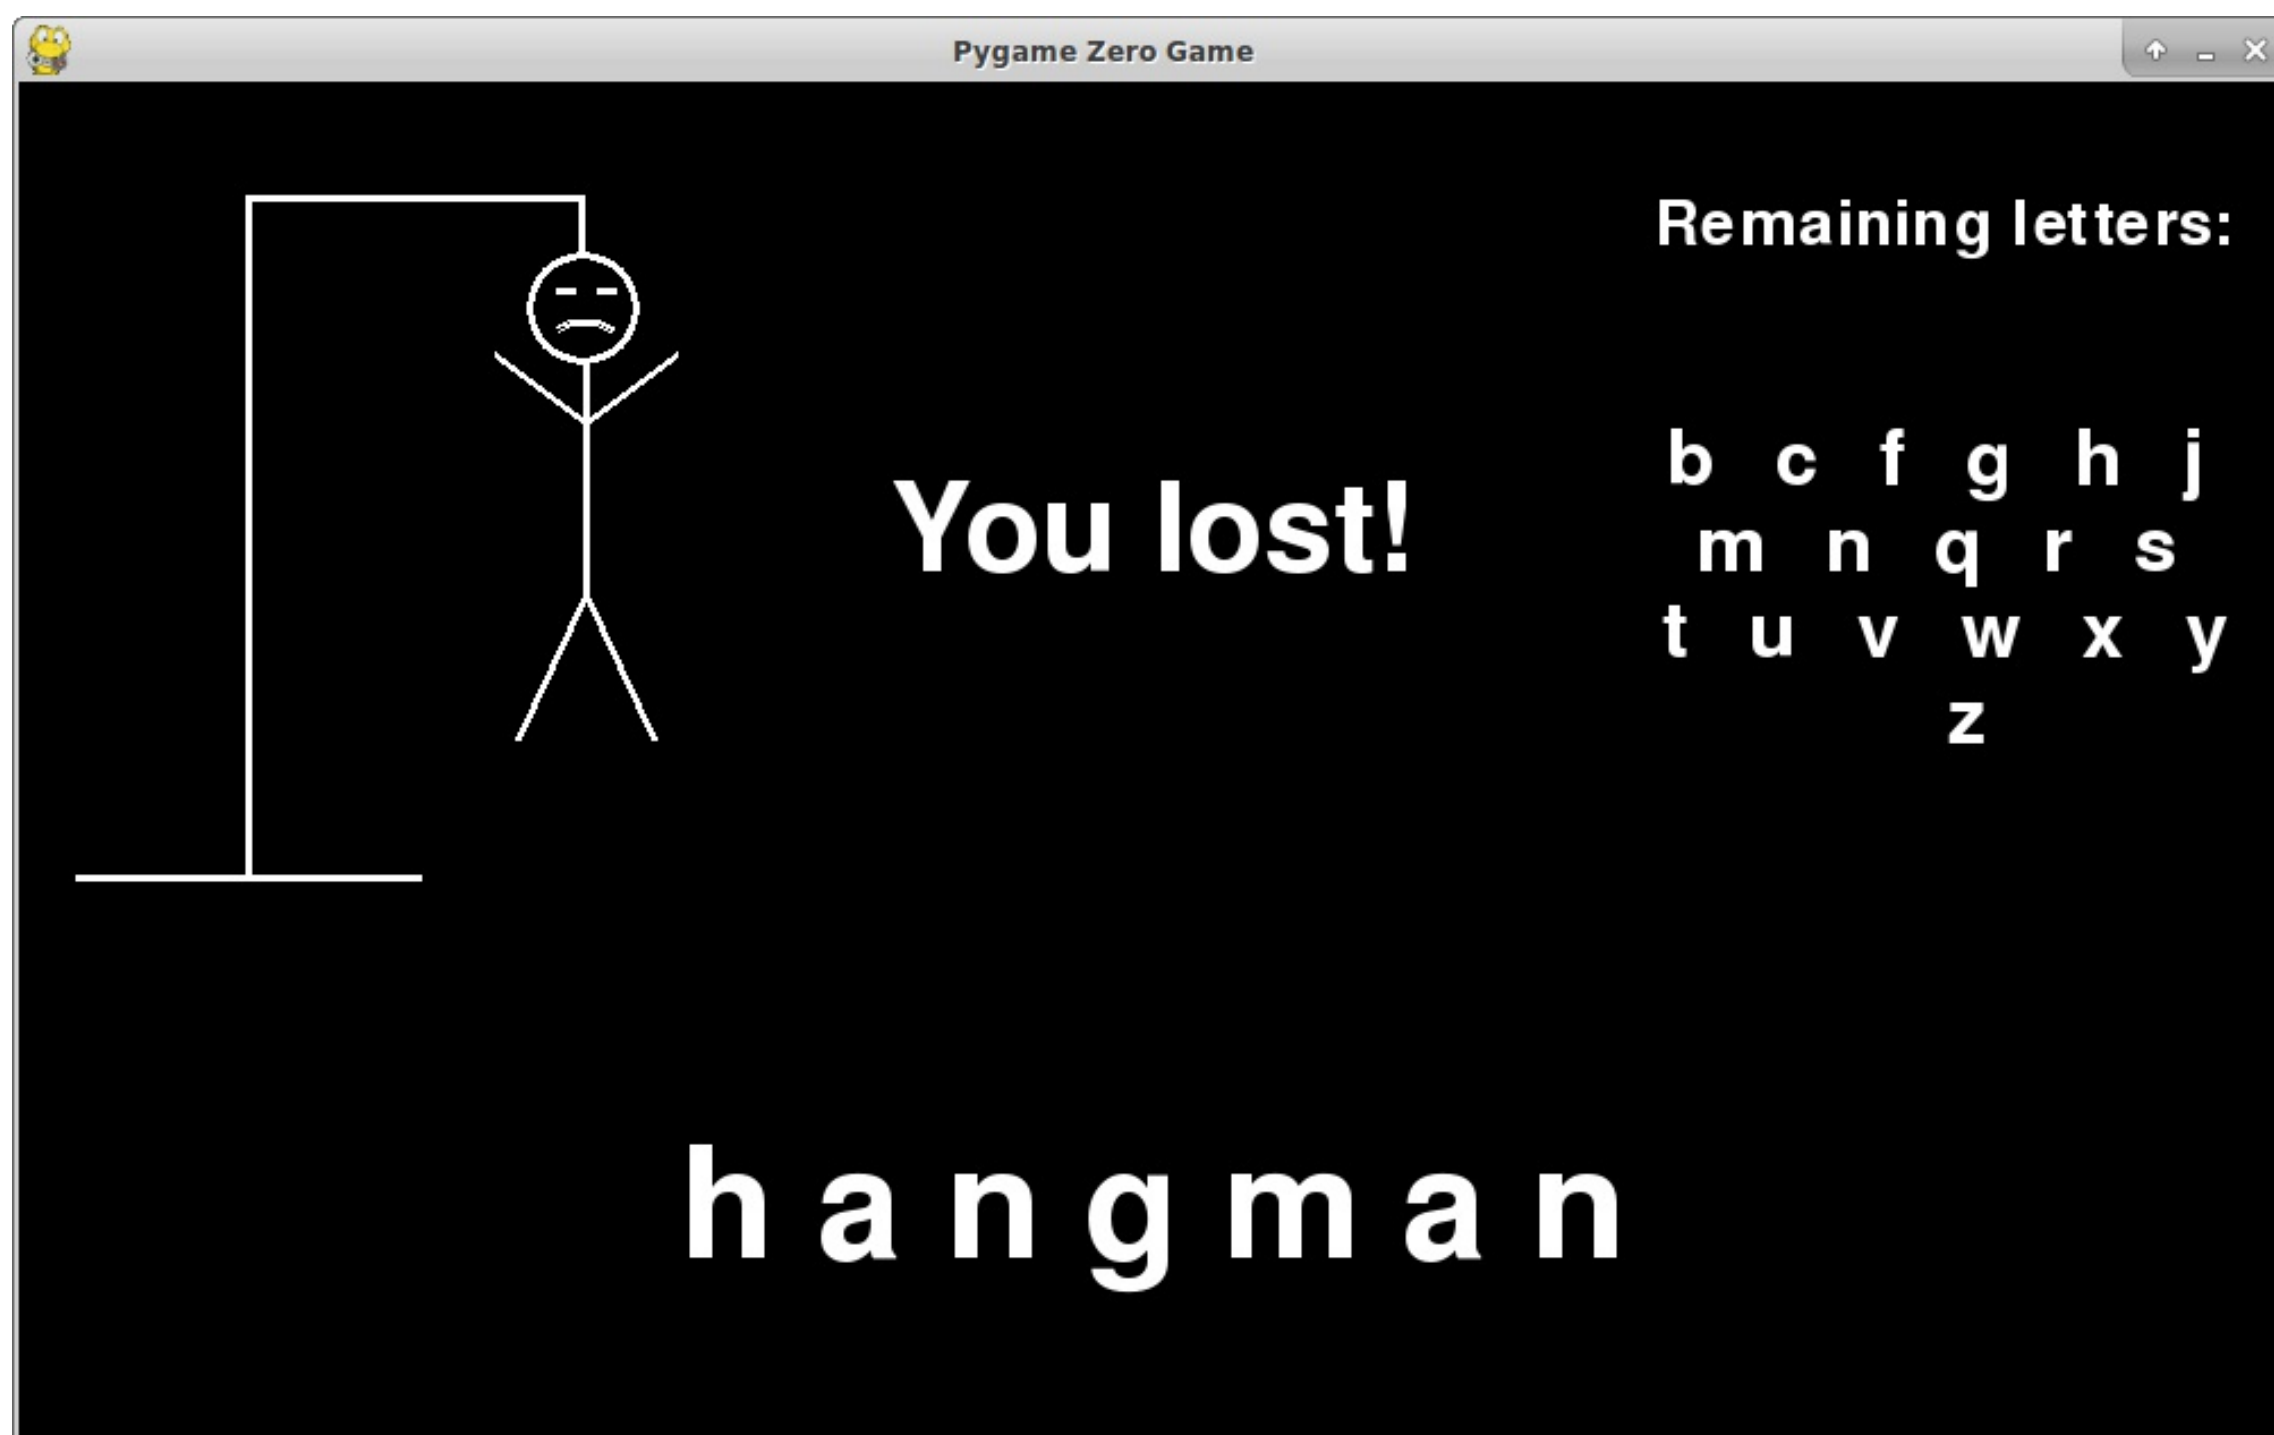 Pygame Zero Game
Remaining letters:
b c f g h j
m n q r s
t u v w x y
z
You lost!
h a n g m a n